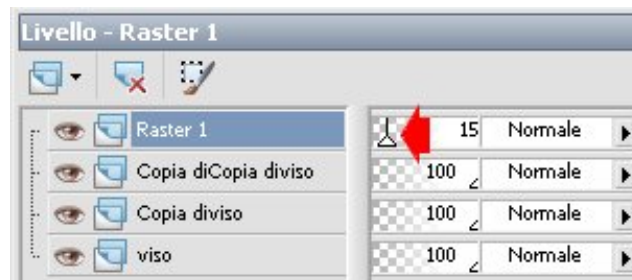 Livello - Raster 1
Raster 1 15 Normale
Copia diCopia diviso 100 Normale
Copia diviso 100 Normale
viso 100 Normale